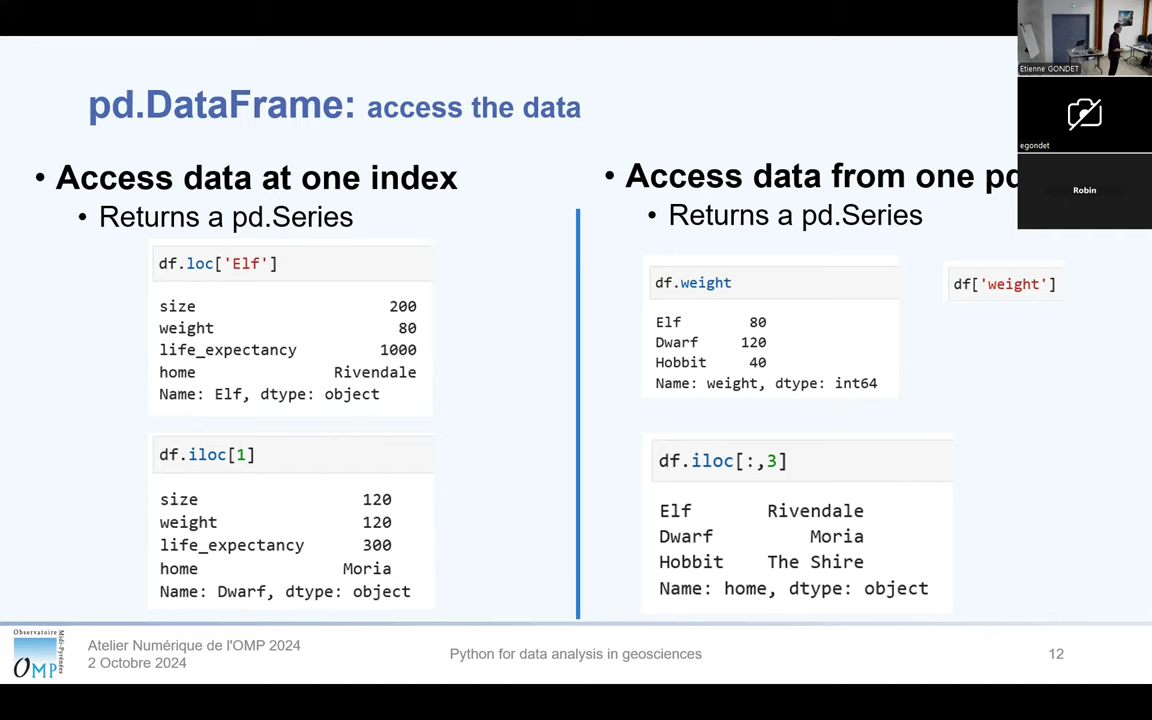 pd.DataFrame: access the data
• Access data at one index
• Returns a pd.Series
df.loc['Elf']
size 200
weight 80
life_expectancy 1000
home Rivendale
Name: Elf, dtype: object
df.iloc[1]
size 120
weight 120
life_expectancy 300
home Moria
Name: Dwarf, dtype: object
• Access data from one pd
• Returns a pd.Series
df.weight
Elf 80
Dwarf 120
Hobbit 40
Name: weight, dtype: int64
df['weight']
df.iloc[:,3]
Elf Rivendale
Dwarf Moria
Hobbit The Shire
Name: home, dtype: object
Etienne GONDET
egondet
Robin
Observatoire
Midi-Pyrénées
OMP
Atelier Numérique de l'OMP 2024
2 Octobre 2024
Python for data analysis in geosciences
12